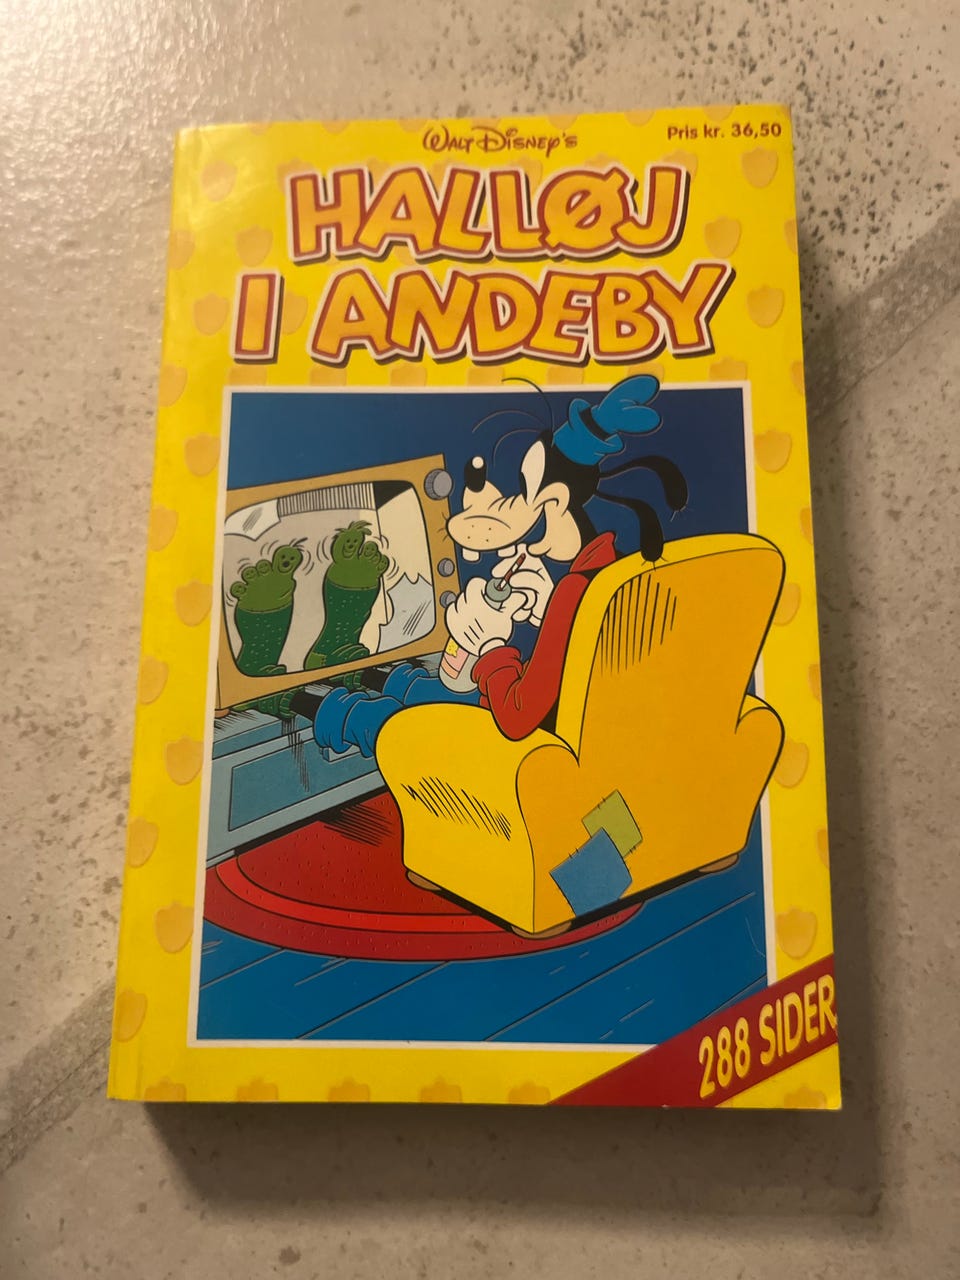 WALT DISNEY'S
Pris kr. 36,50
HALLØJ
I ANDEBY
288 SIDER